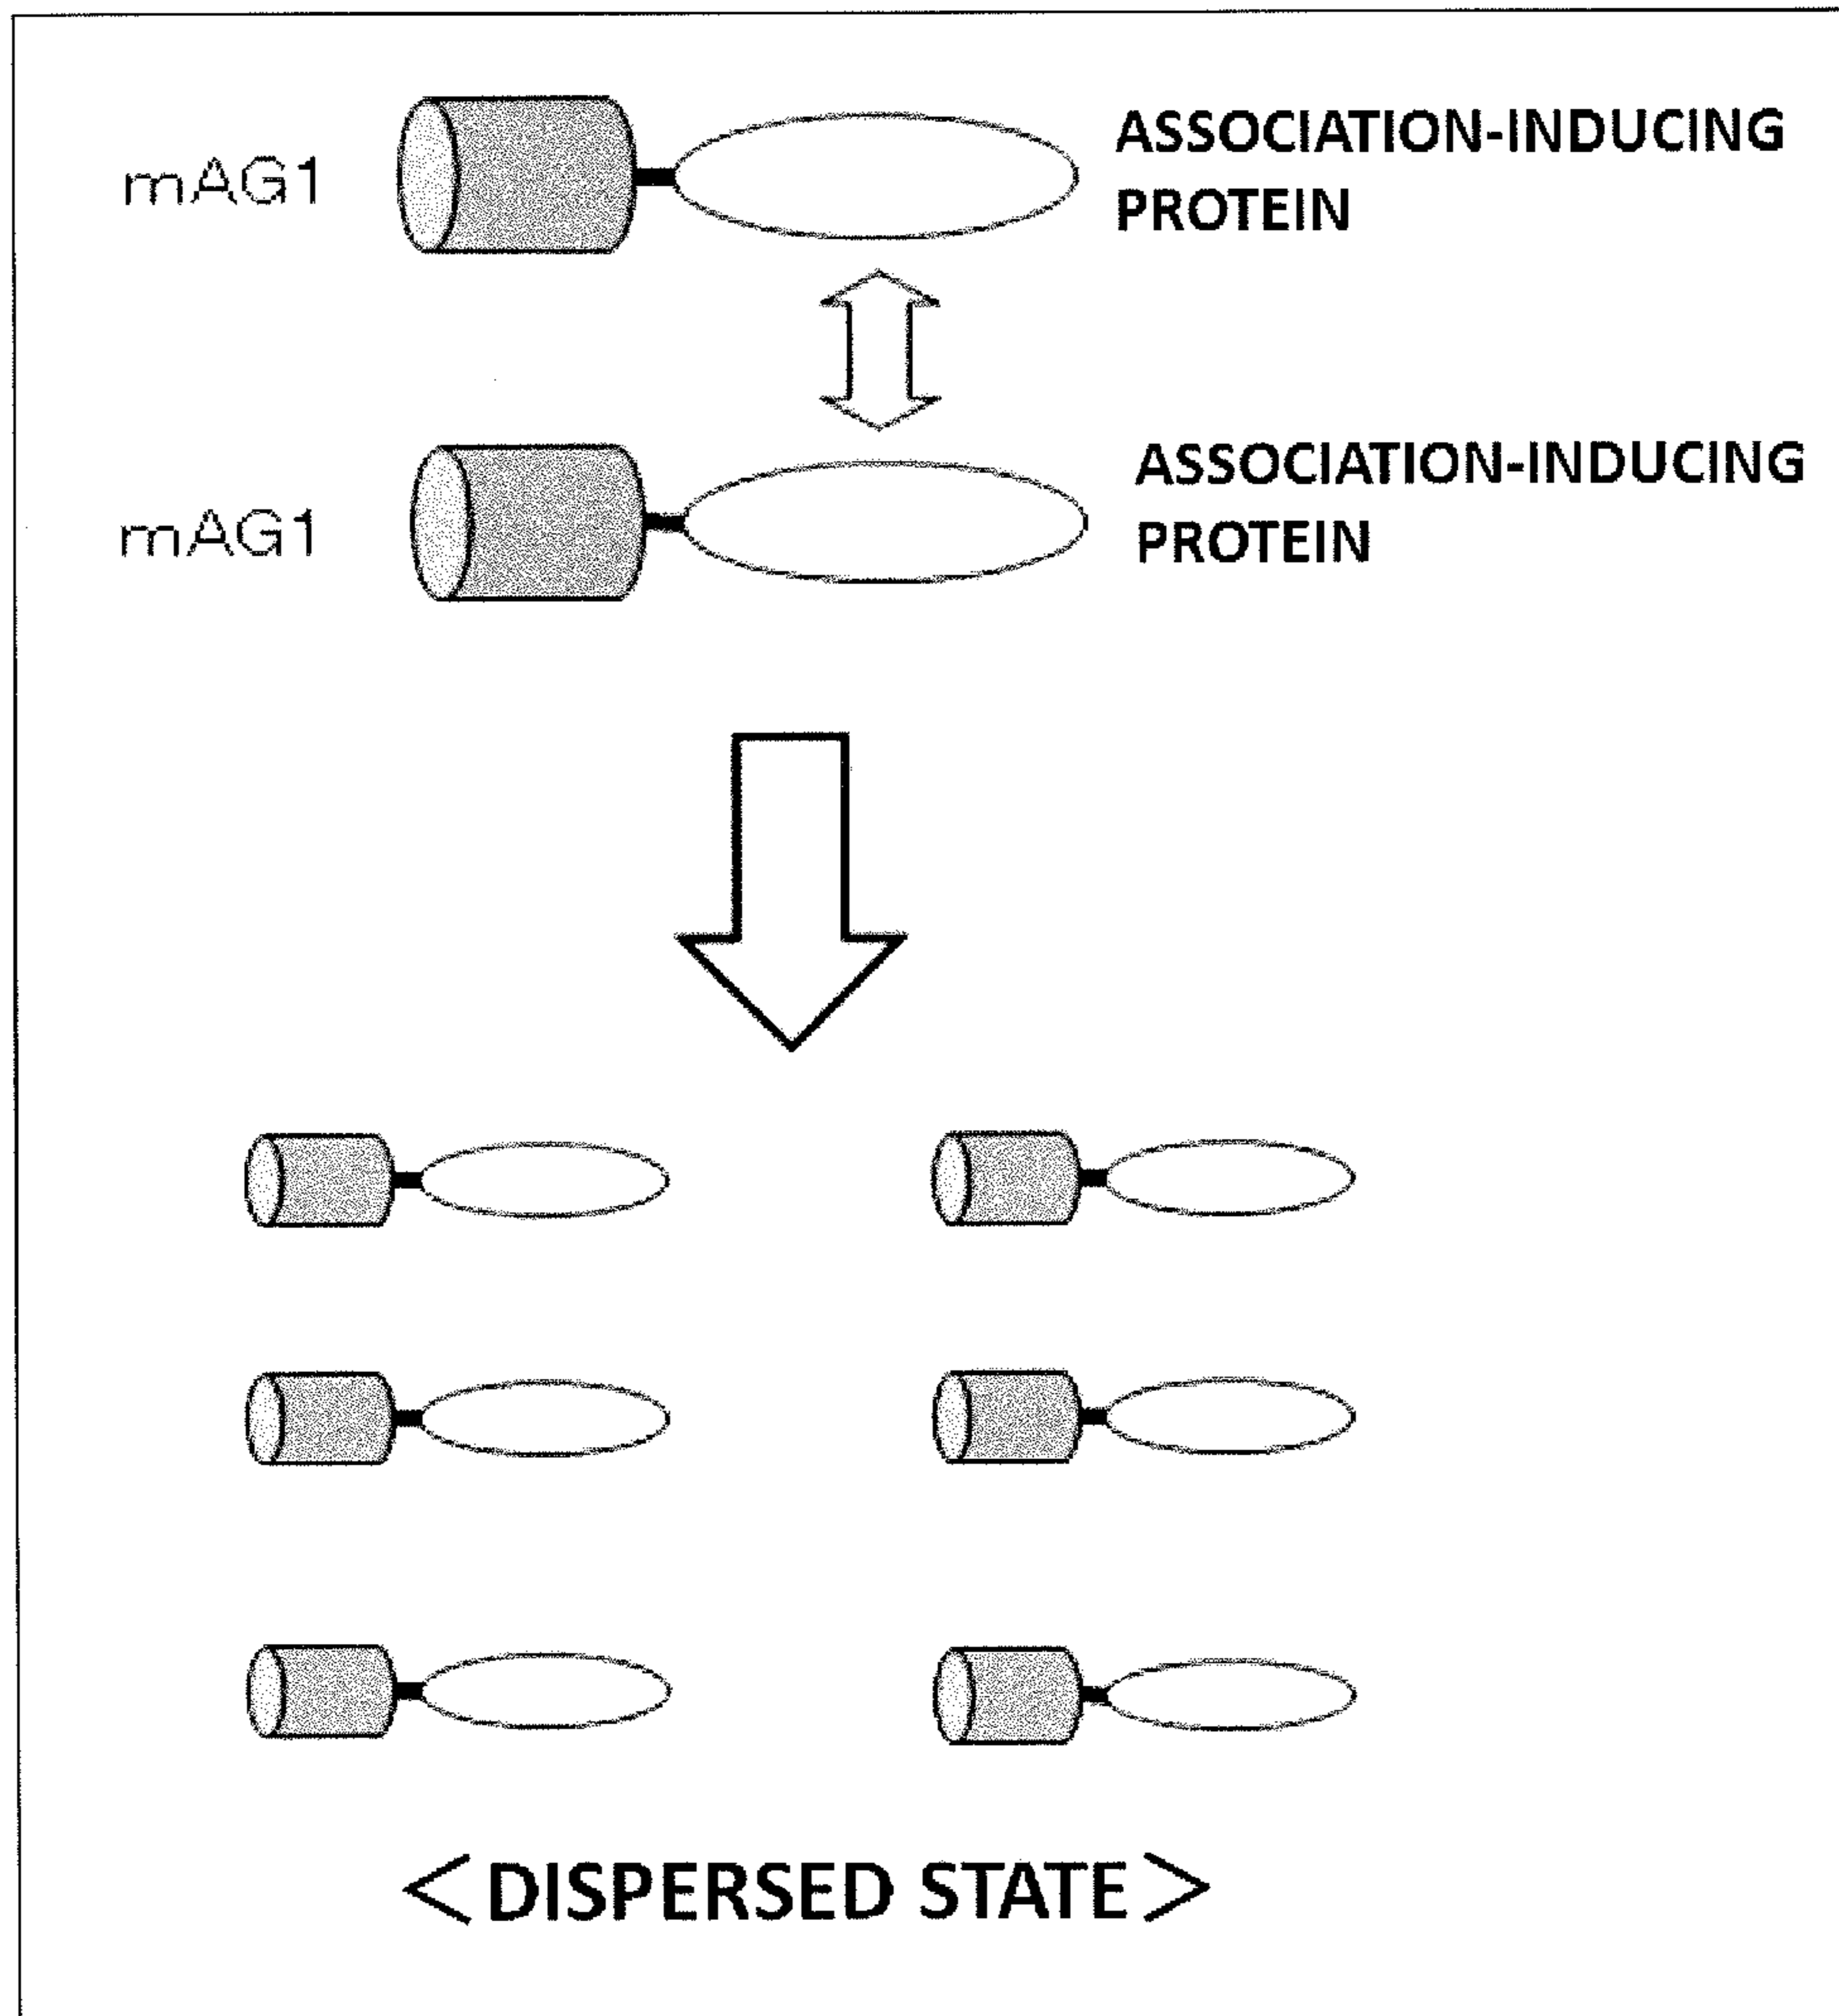 mAG1
ASSOCIATION-INDUCING
PROTEIN
mAG1
ASSOCIATION-INDUCING
PROTEIN
<DISPERSED STATE>